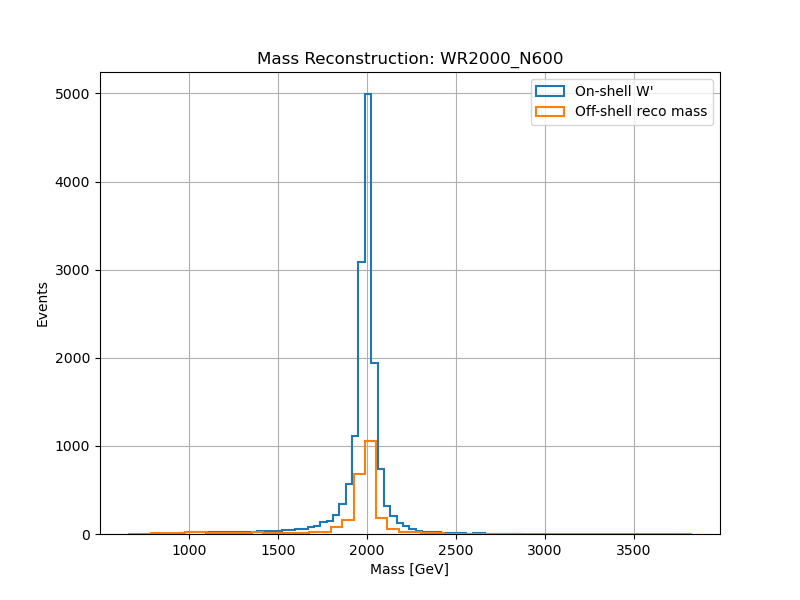 Mass Reconstruction: WR2000_N600
On-shell W'
Off-shell reco mass
5000
4000
3000
2000
1000
0
Events
1000 1500 2000 2500 3000 3500
Mass [GeV]